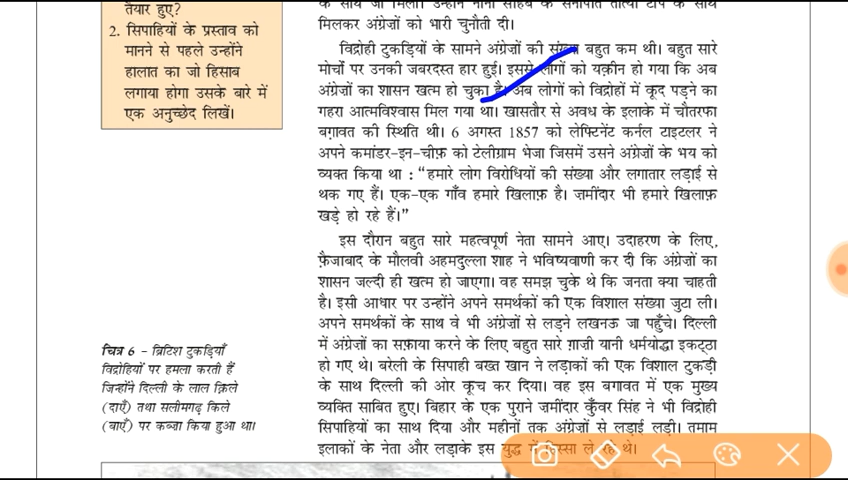 तैयार हुए?
2. सिपाहियों के प्रस्ताव को
मानने से पहले उन्होंने
हालात का जो हिसाब
लगाया होगा उसके बारे में
एक अनुच्छेद लिखें।
के साथ जा मिला। उन्होंने नाना साहब के सेनापति तात्या टोपे के साथ
मिलकर अंग्रेज़ों को भारी चुनौती दी।
विद्रोही टुकड़ियों के सामने अंग्रेज़ों की संख्या बहुत कम थी। बहुत सारे
मोर्चों पर उनकी जबरदस्त हार हुई। इससे लोगों को यक़ीन हो गया कि अब
अंग्रेज़ों का शासन खत्म हो चुका है। अब लोगों को विद्रोहों में कूद पड़ने का
गहरा आत्मविश्वास मिल गया था। खासतौर से अवध के इलाके में चौतरफा
बग़ावत की स्थिति थी। 6 अगस्त 1857 को लेफ्टिनेंट कर्नल टाइटलर ने
अपने कमांडर-इन-चीफ़ को टेलीग्राम भेजा जिसमें उसने अंग्रेज़ों के भय को
व्यक्त किया था : “हमारे लोग विरोधियों की संख्या और लगातार लड़ाई से
थक गए हैं। एक-एक गाँव हमारे खिलाफ़ है। ज़मींदार भी हमारे खिलाफ़
खड़े हो रहे हैं।”
इस दौरान बहुत सारे महत्वपूर्ण नेता सामने आए। उदाहरण के लिए,
फ़ैज़ाबाद के मौलवी अहमदुल्ला शाह ने भविष्यवाणी कर दी कि अंग्रेज़ों का
शासन जल्दी ही खत्म हो जाएगा। वह समझ चुके थे कि जनता क्या चाहती
है। इसी आधार पर उन्होंने अपने समर्थकों की एक विशाल संख्या जुटा ली।
अपने समर्थकों के साथ वे भी अंग्रेज़ों से लड़ने लखनऊ जा पहुँचे। दिल्ली
में अंग्रेज़ों का सफ़ाया करने के लिए बहुत सारे ग़ाज़ी यानी धर्मयोद्धा इकट्ठा
हो गए थे। बरेली के सिपाही बख्त खान ने लड़ाकों की एक विशाल टुकड़ी
के साथ दिल्ली की ओर कूच कर दिया। वह इस बगावत में एक मुख्य
व्यक्ति साबित हुए। बिहार के एक पुराने ज़मींदार कुँवर सिंह ने भी विद्रोही
सिपाहियों का साथ दिया और महीनों तक अंग्रेज़ों से लड़ाई लड़ी। तमाम
इलाकों के नेता और लड़ाके इस युद्ध में हिस्सा ले रहे थे।
चित्र 6 – ब्रिटिश टुकड़ियाँ
विद्रोहियों पर हमला करती हैं
जिन्होंने दिल्ली के लाल क़िले
(दाएँ) तथा सलीमगढ़ किले
(बाएँ) पर कब्ज़ा किया हुआ था।